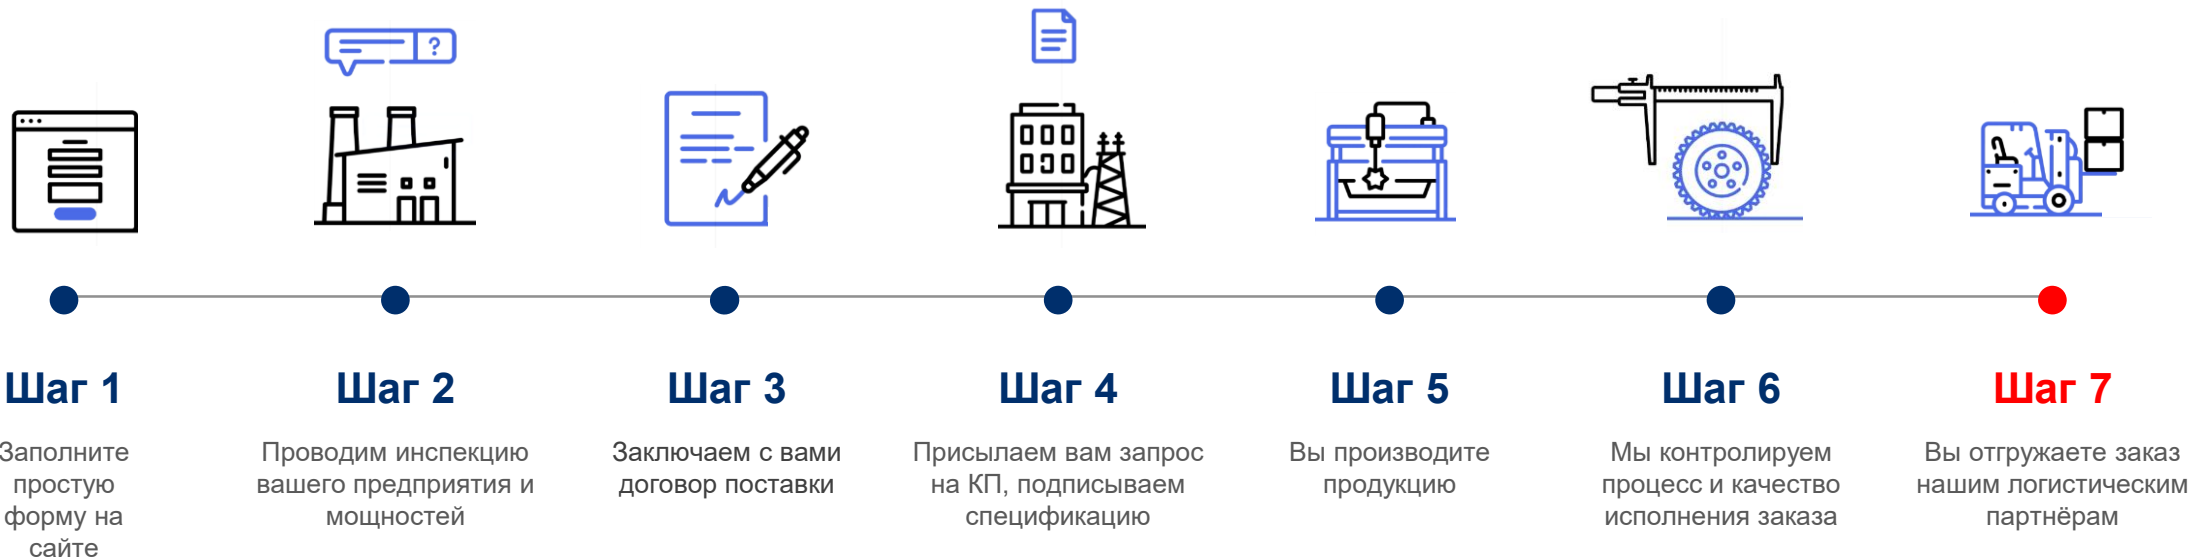 ?
Шаг 1
Заполните
простую
форму на
сайте
Шаг 2
Проводим инспекцию
вашего предприятия и
мощностей
Шаг 3
Заключаем с вами
договор поставки
Шаг 4
Присылаем вам запрос
на КП, подписываем
спецификацию
Шаг 5
Вы производите
продукцию
Шаг 6
Мы контролируем
процесс и качество
исполнения заказа
Шаг 7
Вы отгружаете заказ
нашим логистическим
партнёрам